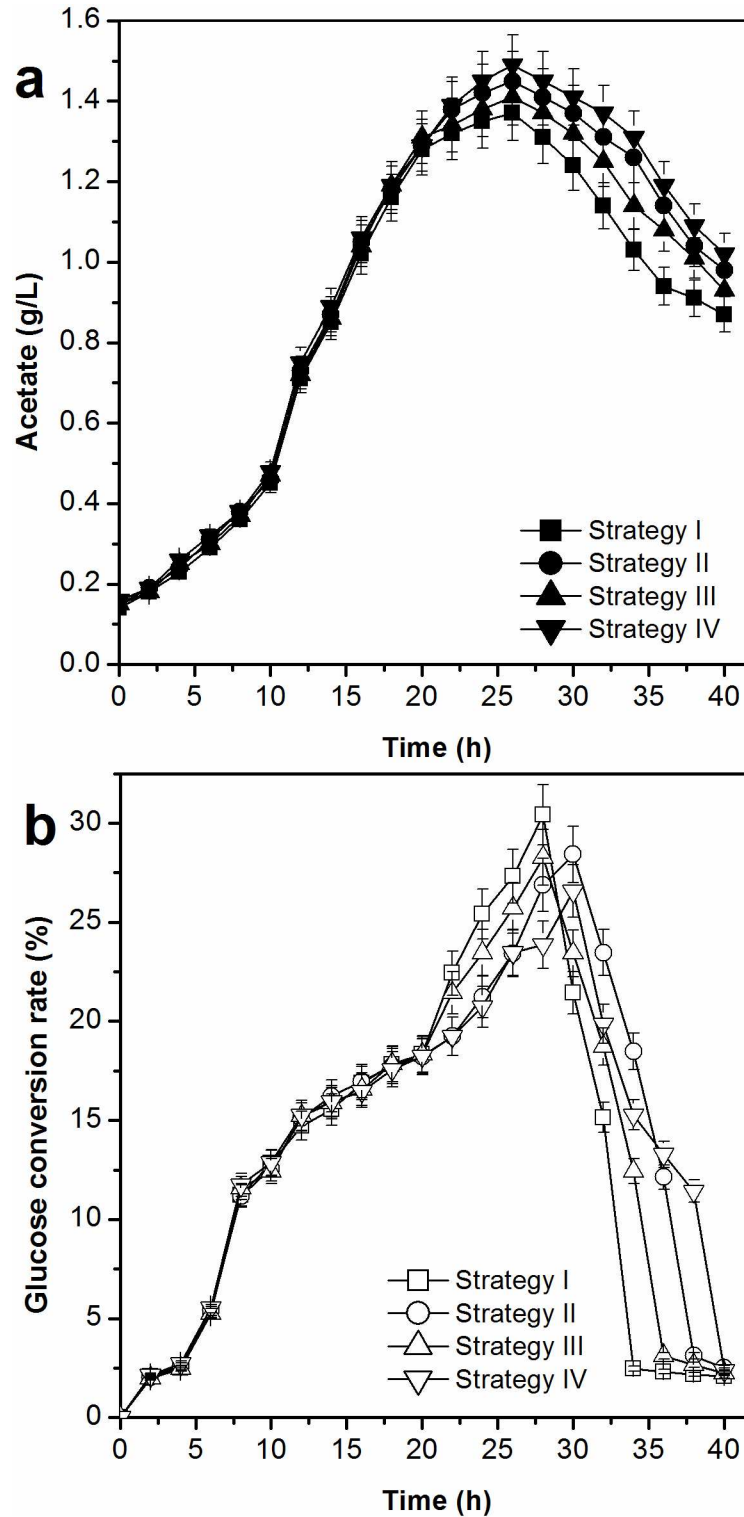 a
Acetate (g/L)
1.6
1.4
1.2
1.0
0.8
0.6
0.4
0.2
0.0
Strategy I
Strategy II
Strategy III
Strategy IV
0 5 10 15 20 25 30 35 40
Time (h)
b
Glucose conversion rate (%)
30
25
20
15
10
5
0
Strategy I
Strategy II
Strategy III
Strategy IV
0 5 10 15 20 25 30 35 40
Time (h)